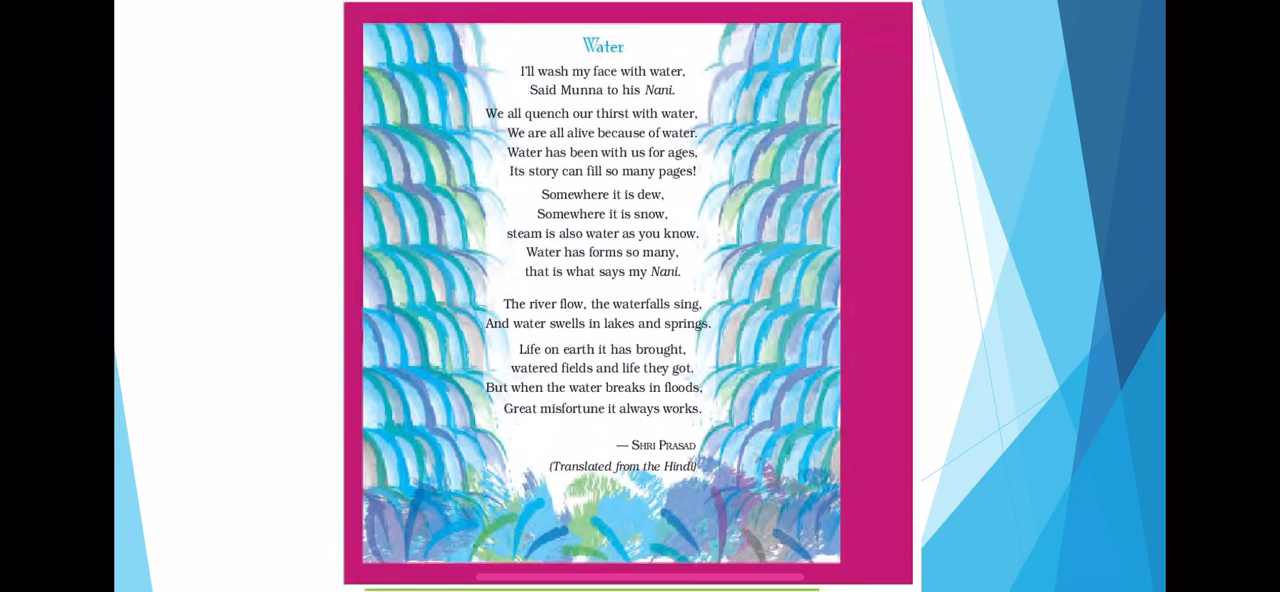 Water
I'll wash my face with water,
Said Munna to his Nani.
We all quench our thirst with water,
We are all alive because of water.
Water has been with us for ages,
Its story can fill so many pages!
Somewhere it is dew,
Somewhere it is snow,
steam is also water as you know.
Water has forms so many,
that is what says my Nani.
The river flow, the waterfalls sing,
And water swells in lakes and springs.
Life on earth it has brought,
watered fields and life they got.
But when the water breaks in floods,
Great misfortune it always works.
— SHRI PRASAD
(Translated from the Hindi)